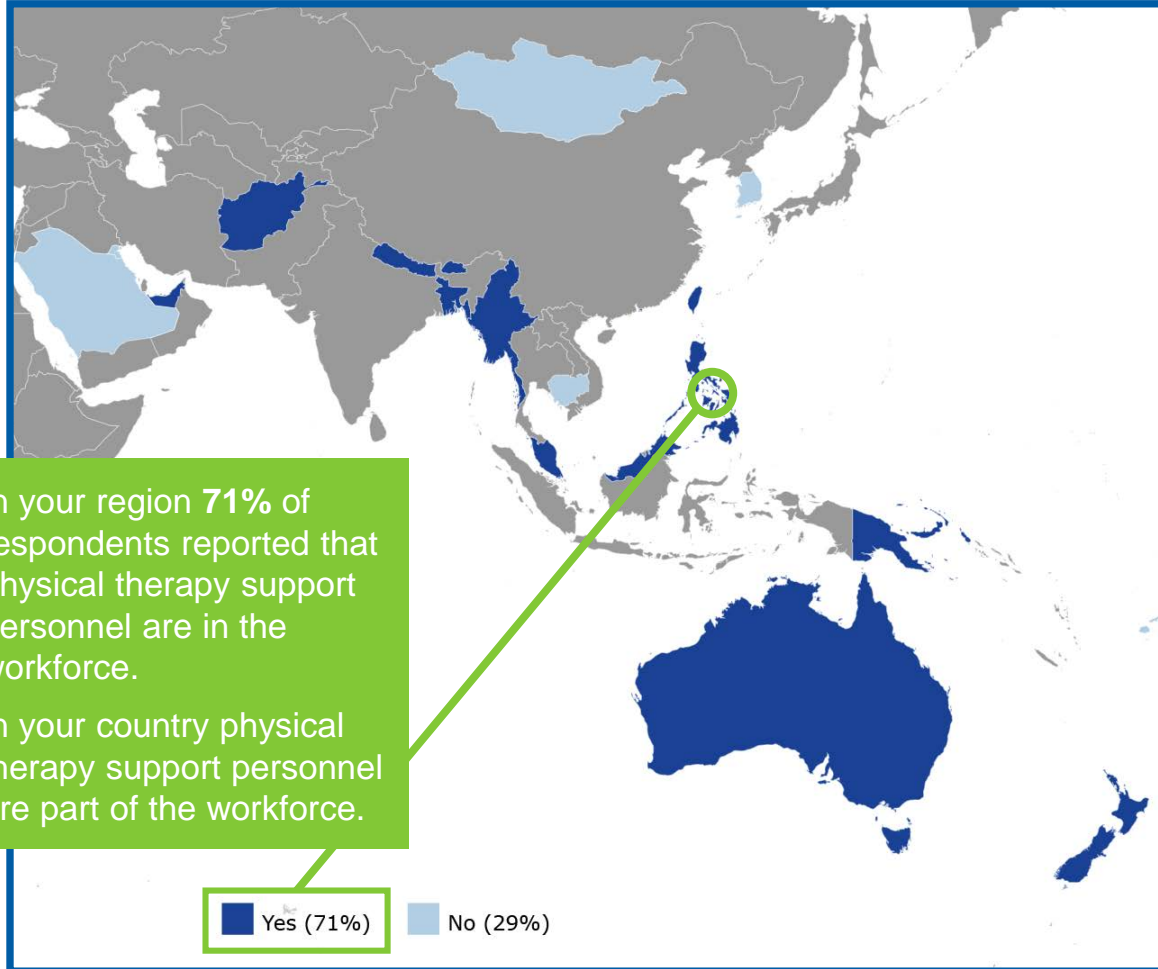 n your region 71% of
espondents reported that
hysical therapy support
ersonnel are in the
workforce.
n your country physical
herapy support personnel
re part of the workforce.
Yes (71%)
No (29%)